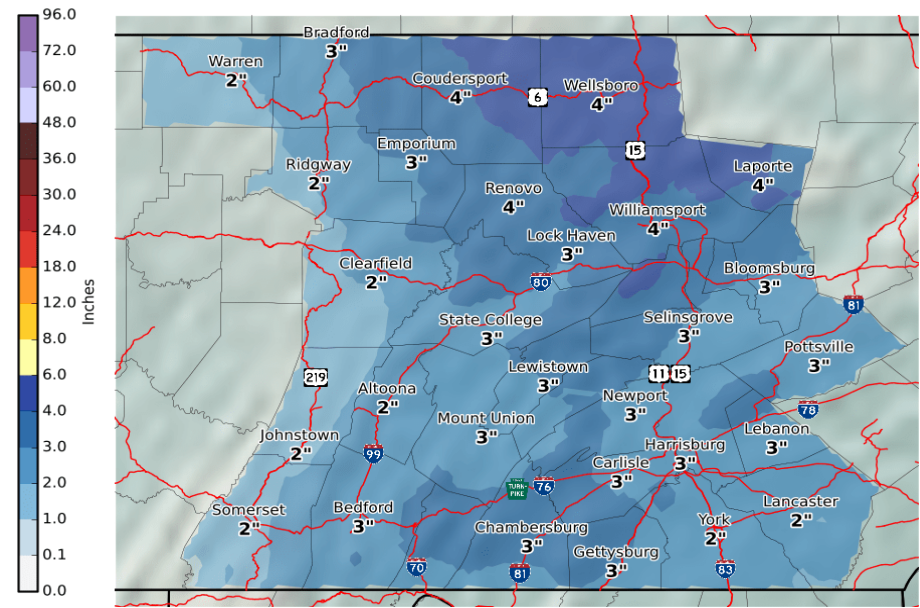 96.0
72.0
60.0
48.0
36.0
30.0
24.0
18.0
12.0
8.0
6.0
4.0
3.0
2.0
1.0
0.1
0.0
Inches
Bradford
3"
Warren
2"
Coudersport
4"
6
Wellsboro
4"
Emporium
3"
15
Ridgway
2"
Laporte
4"
Renovo
4"
Williamsport
4"
Lock Haven
3"
Clearfield
2"
80
Bloomsburg
3"
81
State College
3"
Selinsgrove
3"
Pottsville
3"
219
Lewistown
3"
11
15
Altoona
2"
Newport
3"
78
Mount Union
3"
Lebanon
3"
Johnstown
2"
99
Harrisburg
3"
Carlisle
3"
TURN-
PIKE
76
Somerset
2"
Bedford
3"
Lancaster
2"
Chambersburg
3"
York
2"
Gettysburg
3"
70
81
83